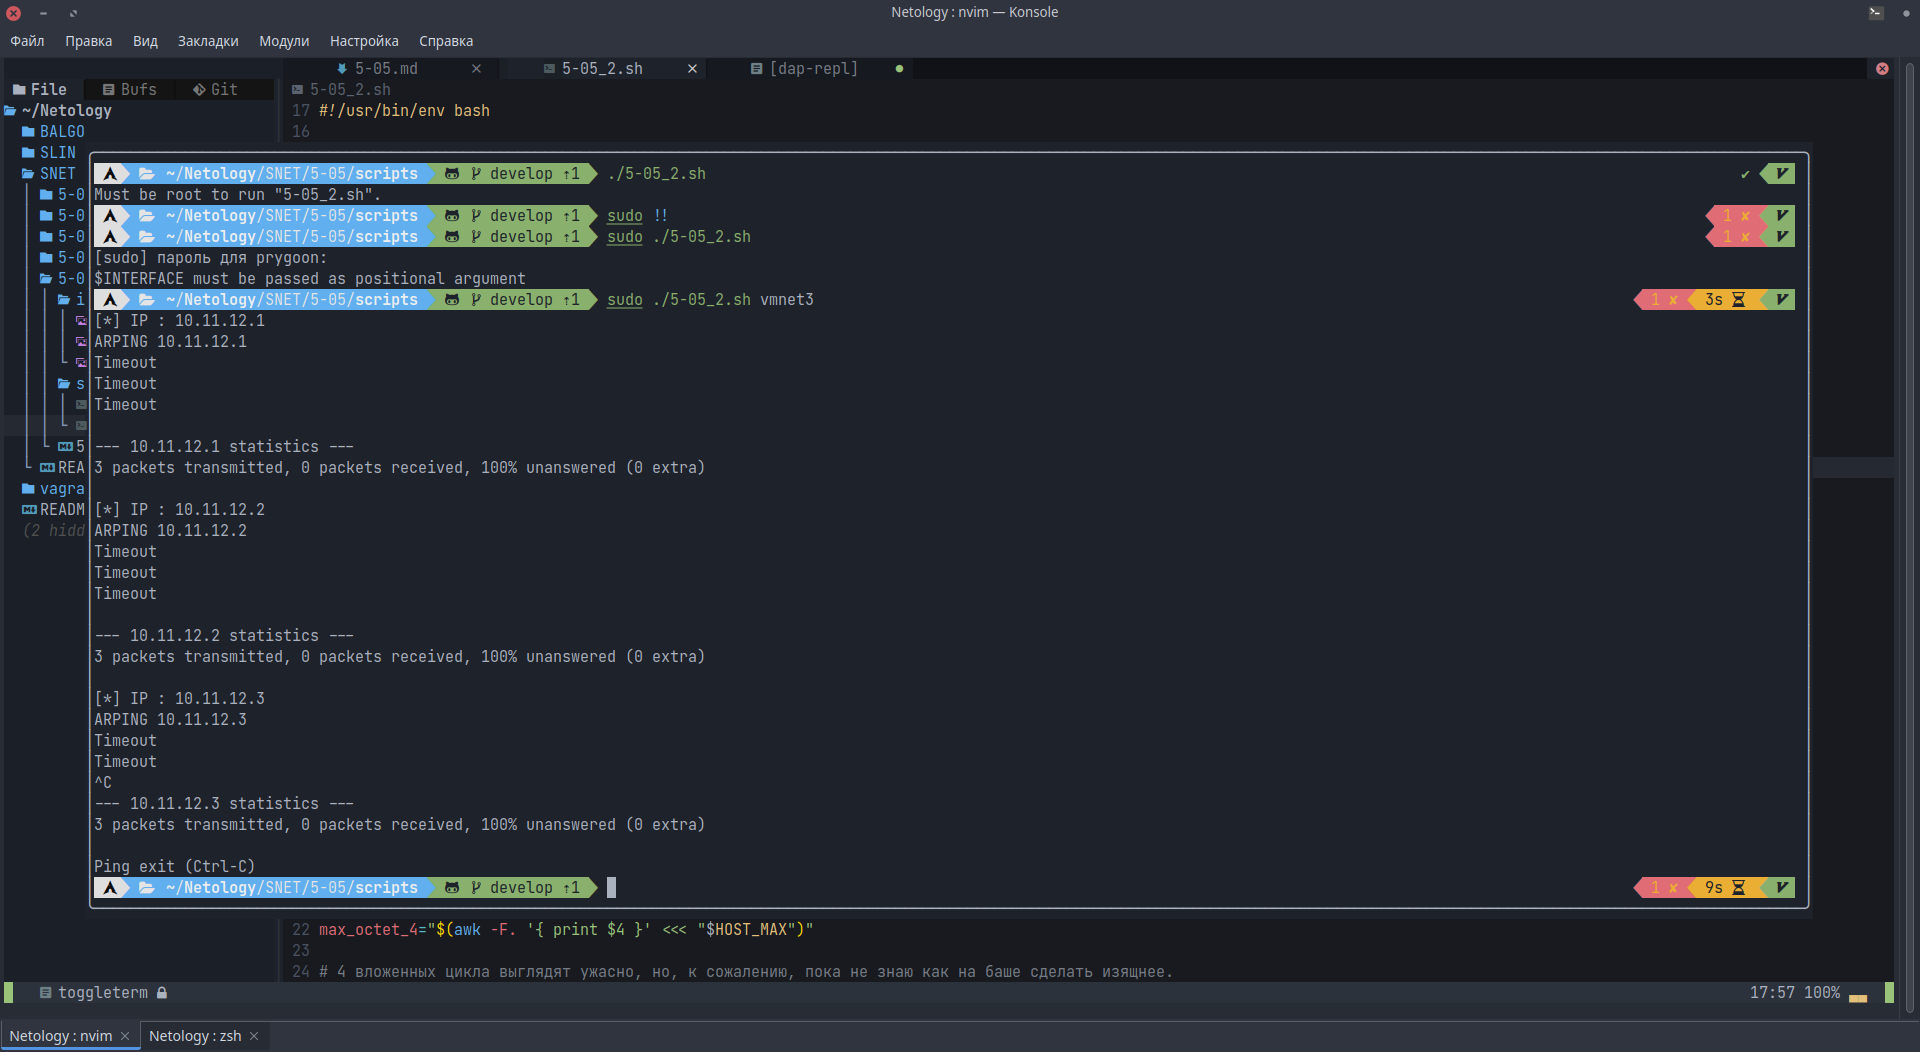 Netology : nvim — Konsole
Файл Правка Вид Закладки Модули Настройка Справка
5-05.md 5-05_2.sh [dap-repl]
File Bufs Git
5-05_2.sh
~/Netology
17 #!/usr/bin/env bash
BALGO
16
SLIN
SNET
5-0
5-0
5-0
5-0
5-0
i
s
5
REA
vagra
READM
(2 hidd
~/Netology/SNET/5-05/scripts develop ⇡1 ./5-05_2.sh ✔
Must be root to run "5-05_2.sh".
~/Netology/SNET/5-05/scripts develop ⇡1 sudo !! 1 ✘
~/Netology/SNET/5-05/scripts develop ⇡1 sudo ./5-05_2.sh 1 ✘
[sudo] пароль для prygoon:
$INTERFACE must be passed as positional argument
~/Netology/SNET/5-05/scripts develop ⇡1 sudo ./5-05_2.sh vmnet3 1 ✘ 3s
[*] IP : 10.11.12.1
ARPING 10.11.12.1
Timeout
Timeout
Timeout
--- 10.11.12.1 statistics ---
3 packets transmitted, 0 packets received, 100% unanswered (0 extra)
[*] IP : 10.11.12.2
ARPING 10.11.12.2
Timeout
Timeout
Timeout
--- 10.11.12.2 statistics ---
3 packets transmitted, 0 packets received, 100% unanswered (0 extra)
[*] IP : 10.11.12.3
ARPING 10.11.12.3
Timeout
Timeout
^C
--- 10.11.12.3 statistics ---
3 packets transmitted, 0 packets received, 100% unanswered (0 extra)
Ping exit (Ctrl-C)
~/Netology/SNET/5-05/scripts develop ⇡1 1 ✘ 9s
22 max_octet_4="$(awk -F. '{ print $4 }' <<< "$HOST_MAX")"
23
24 # 4 вложенных цикла выглядят ужасно, но, к сожалению, пока не знаю как на баше сделать изящнее.
toggleterm 17:57 100%
Netology : nvim Netology : zsh